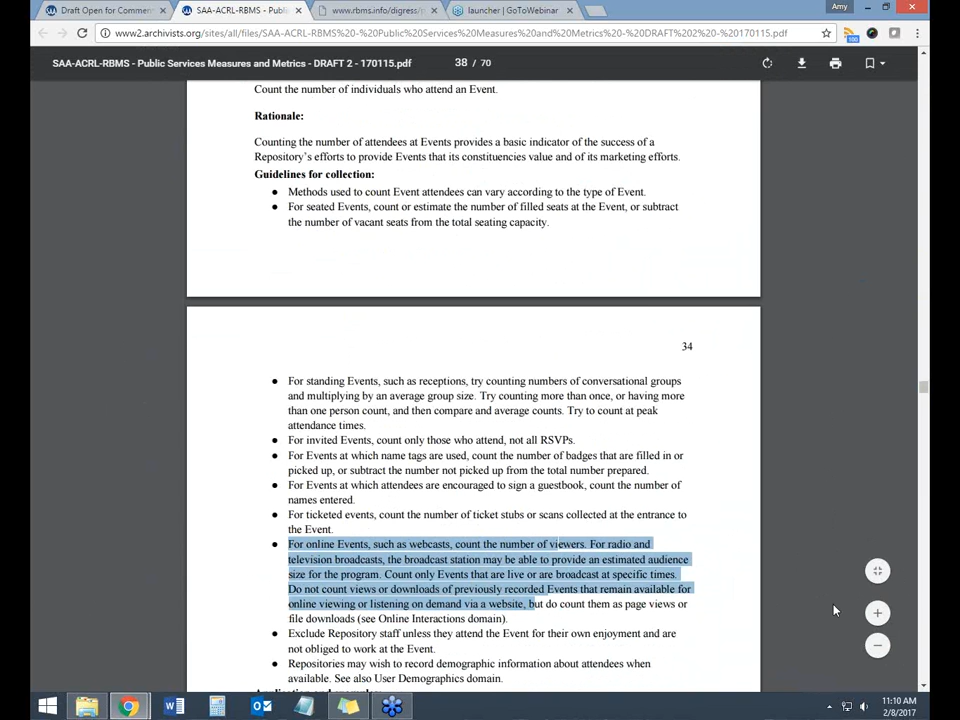 Draft Open for Commen
SAA-ACRL-RBMS - Publi
www.rbms.info/digress/p
launcher | GoToWebinar
Amy
www2.archivists.org/sites/all/files/SAA-ACRL-RBMS%20-%20Public%20Services%20Measures%20and%20Metrics%20-%20DRAFT%202%20-%20170115.pdf
100
SAA-ACRL-RBMS - Public Services Measures and Metrics - DRAFT 2 - 170115.pdf
38 / 70
Count the number of individuals who attend an Event.
Rationale:
Counting the number of attendees at Events provides a basic indicator of the success of a
Repository's efforts to provide Events that its constituencies value and of its marketing efforts.
Guidelines for collection:
● Methods used to count Event attendees can vary according to the type of Event.
● For seated Events, count or estimate the number of filled seats at the Event, or subtract
the number of vacant seats from the total seating capacity.
34
● For standing Events, such as receptions, try counting numbers of conversational groups
and multiplying by an average group size. Try counting more than once, or having more
than one person count, and then compare and average counts. Try to count at peak
attendance times.
● For invited Events, count only those who attend, not all RSVPs.
● For Events at which name tags are used, count the number of badges that are filled in or
picked up, or subtract the number not picked up from the total number prepared.
● For Events at which attendees are encouraged to sign a guestbook, count the number of
names entered.
● For ticketed events, count the number of ticket stubs or scans collected at the entrance to
the Event.
● For online Events, such as webcasts, count the number of viewers. For radio and
television broadcasts, the broadcast station may be able to provide an estimated audience
size for the program. Count only Events that are live or are broadcast at specific times.
Do not count views or downloads of previously recorded Events that remain available for
online viewing or listening on demand via a website, but do count them as page views or
file downloads (see Online Interactions domain).
● Exclude Repository staff unless they attend the Event for their own enjoyment and are
not obliged to work at the Event.
● Repositories may wish to record demographic information about attendees when
available. See also User Demographics domain.
Application and examples:
11:10 AM
2/8/2017